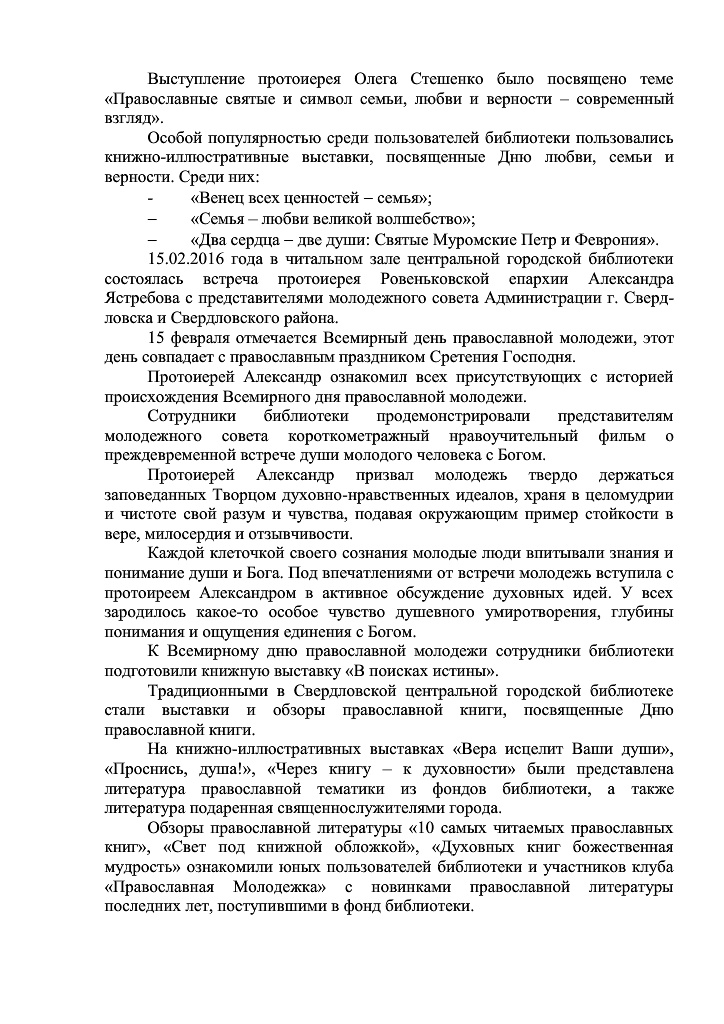 Выступление протоиерея Олега Стешенко было посвящено теме
«Православные святые и символ семьи, любви и верности – современный
взгляд».
Особой популярностью среди пользователей библиотеки пользовались
книжно-иллюстративные выставки, посвященные Дню любви, семьи и
верности. Среди них:
- «Венец всех ценностей – семья»;
– «Семья – любви великой волшебство»;
– «Два сердца – две души: Святые Муромские Петр и Феврония».
15.02.2016 года в читальном зале центральной городской библиотеки
состоялась встреча протоиерея Ровеньковской епархии Александра
Ястребова с представителями молодежного совета Администрации г. Сверд-
ловска и Свердловского района.
15 февраля отмечается Всемирный день православной молодежи, этот
день совпадает с православным праздником Сретения Господня.
Протоиерей Александр ознакомил всех присутствующих с историей
происхождения Всемирного дня православной молодежи.
Сотрудники библиотеки продемонстрировали представителям
молодежного совета короткометражный нравоучительный фильм о
преждевременной встрече души молодого человека с Богом.
Протоиерей Александр призвал молодежь твердо держаться
заповеданных Творцом духовно-нравственных идеалов, храня в целомудрии
и чистоте свой разум и чувства, подавая окружающим пример стойкости в
вере, милосердия и отзывчивости.
Каждой клеточкой своего сознания молодые люди впитывали знания и
понимание души и Бога. Под впечатлениями от встречи молодежь вступила с
протоиреем Александром в активное обсуждение духовных идей. У всех
зародилось какое-то особое чувство душевного умиротворения, глубины
понимания и ощущения единения с Богом.
К Всемирному дню православной молодежи сотрудники библиотеки
подготовили книжную выставку «В поисках истины».
Традиционными в Свердловской центральной городской библиотеке
стали выставки и обзоры православной книги, посвященные Дню
православной книги.
На книжно-иллюстративных выставках «Вера исцелит Ваши души»,
«Проснись, душа!», «Через книгу – к духовности» были представлена
литература православной тематики из фондов библиотеки, а также
литература подаренная священнослужителями города.
Обзоры православной литературы «10 самых читаемых православных
книг», «Свет под книжной обложкой», «Духовных книг божественная
мудрость» ознакомили юных пользователей библиотеки и участников клуба
«Православная Молодежка» с новинками православной литературы
последних лет, поступившими в фонд библиотеки.